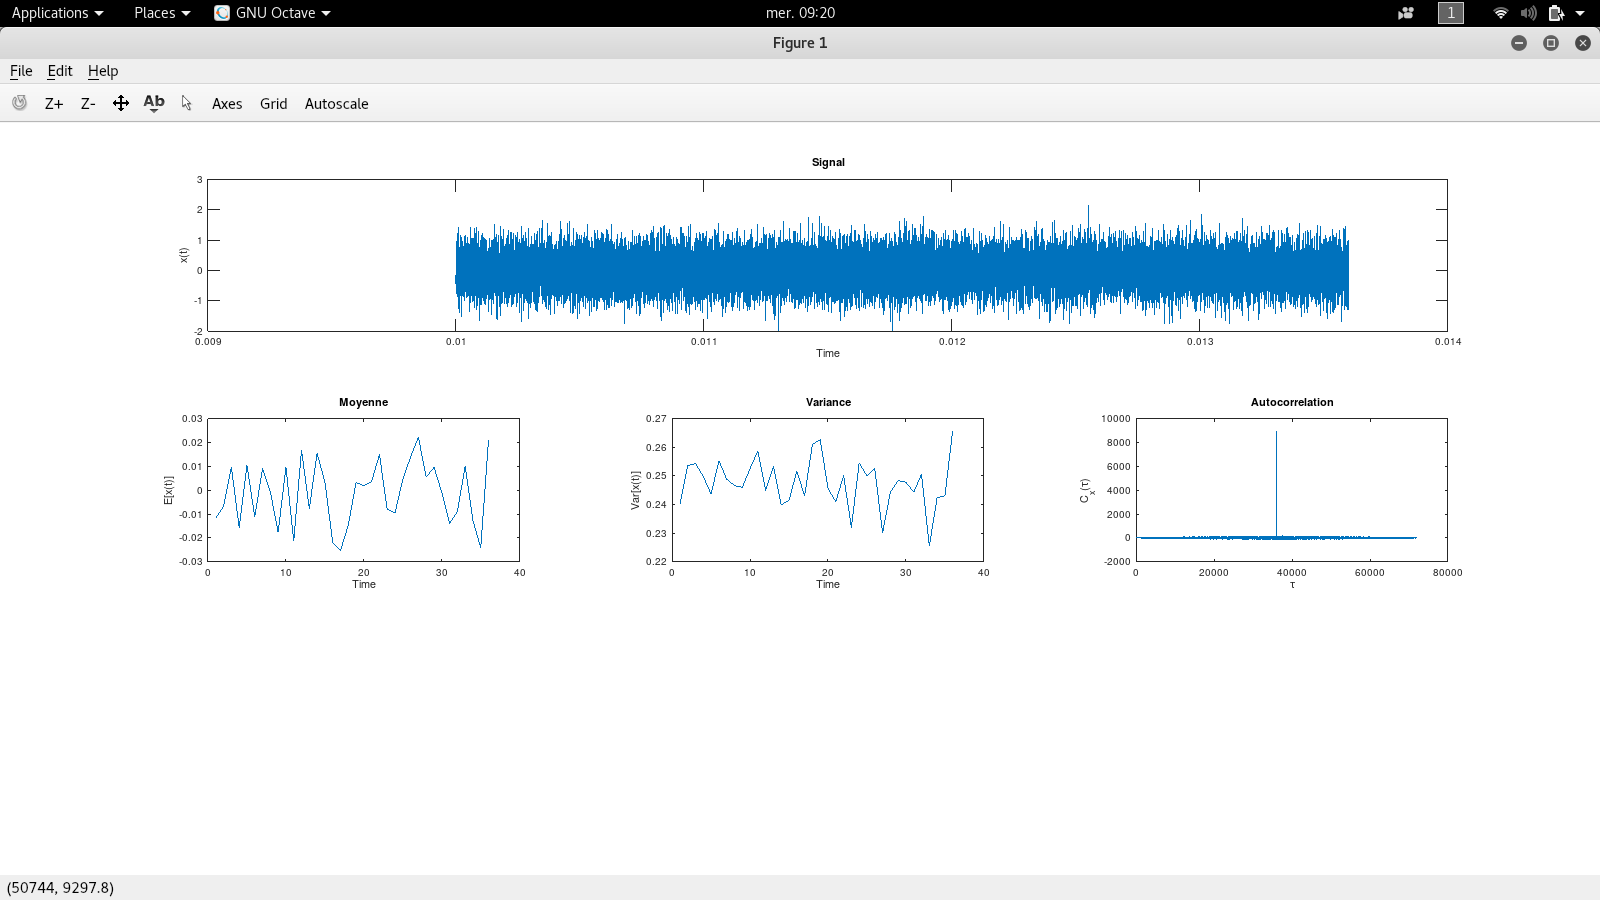 Applications Places GNU Octave mer. 09:20 1
Figure 1
File Edit Help
Z+ Z- Ab Axes Grid Autoscale
Signal
3
2
1
0
-1
-2
x(t)
0.009 0.01 0.011 0.012 0.013 0.014
Time
Moyenne
0.03
0.02
0.01
0
-0.01
-0.02
-0.03
E[x(t)]
0 10 20 30 40
Time
Variance
0.27
0.26
0.25
0.24
0.23
0.22
Var[x(t)]
0 10 20 30 40
Time
Autocorrelation
10000
8000
6000
4000
2000
0
-2000
Cx(τ)
0 20000 40000 60000 80000
τ
(50744, 9297.8)